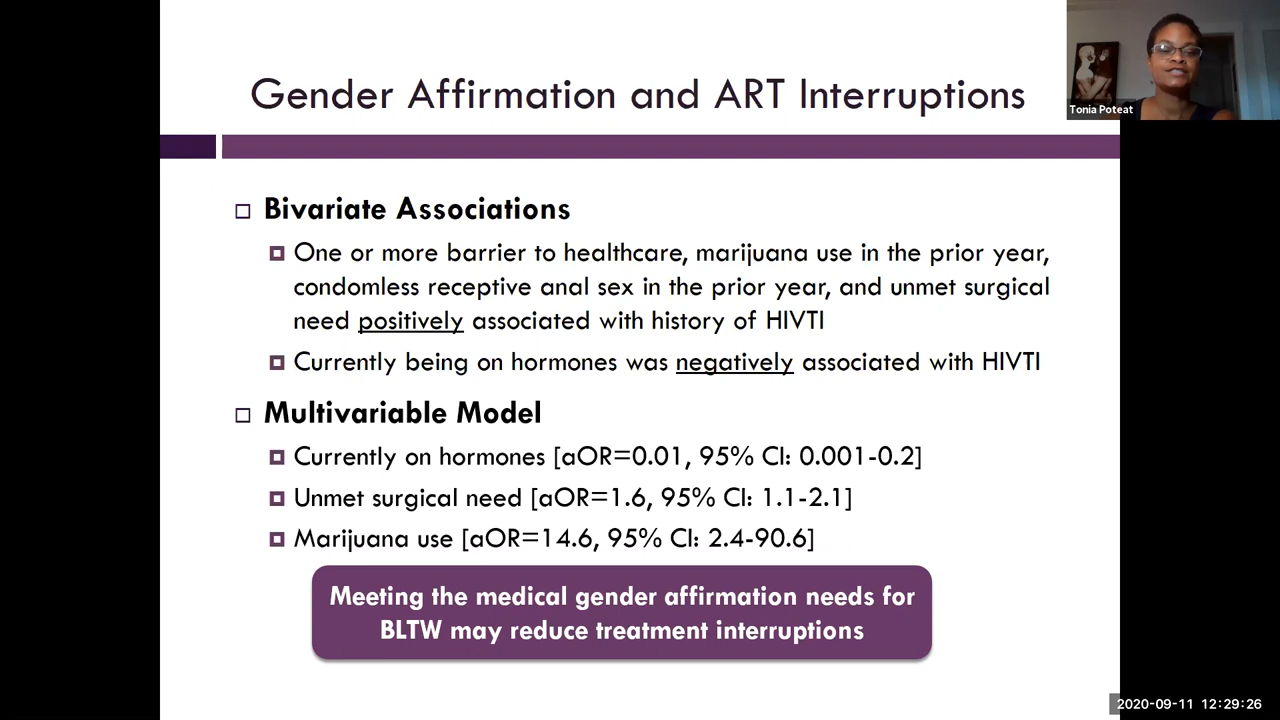 Gender Affirmation and ART Interruptions
Tonia Poteat
Bivariate Associations
One or more barrier to healthcare, marijuana use in the prior year,
condomless receptive anal sex in the prior year, and unmet surgical
need positively associated with history of HIVTI
Currently being on hormones was negatively associated with HIVTI
Multivariable Model
Currently on hormones [aOR=0.01, 95% CI: 0.001-0.2]
Unmet surgical need [aOR=1.6, 95% CI: 1.1-2.1]
Marijuana use [aOR=14.6, 95% CI: 2.4-90.6]
Meeting the medical gender affirmation needs for
BLTW may reduce treatment interruptions
2020-09-11 12:29:26